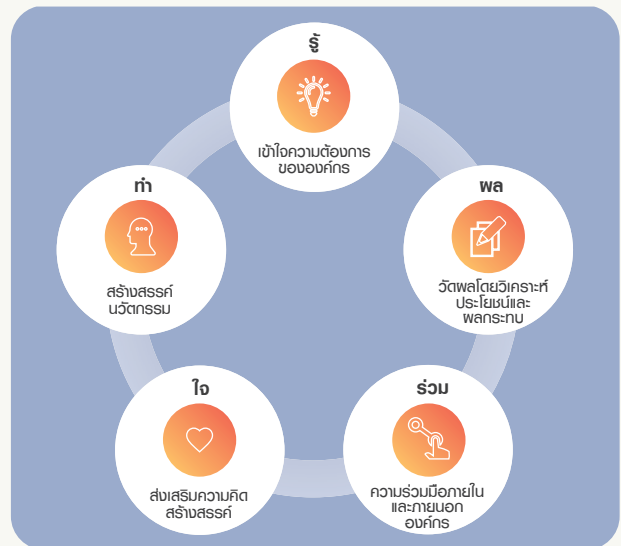 รู้
เข้าใจความต้องการ
ขององค์กร
ทำ
สร้างสรรค์
นวัตกรรม
ผล
วัดผลโดยวิเคราะห์
ประโยชน์และ
ผลกระทบ
ใจ
ส่งเสริมความคิด
สร้างสรรค์
ร่วม
ความร่วมมือภายใน
และภายนอก
องค์กร